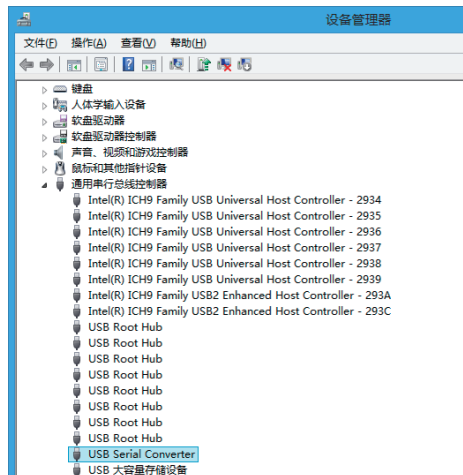 设备管理器
文件(F) 操作(A) 查看(V) 帮助(H)
键盘
人体学输入设备
软盘驱动器
软盘驱动器控制器
声音、视频和游戏控制器
鼠标和其他指针设备
通用串行总线控制器
Intel(R) ICH9 Family USB Universal Host Controller - 2934
Intel(R) ICH9 Family USB Universal Host Controller - 2935
Intel(R) ICH9 Family USB Universal Host Controller - 2936
Intel(R) ICH9 Family USB Universal Host Controller - 2937
Intel(R) ICH9 Family USB Universal Host Controller - 2938
Intel(R) ICH9 Family USB Universal Host Controller - 2939
Intel(R) ICH9 Family USB2 Enhanced Host Controller - 293A
Intel(R) ICH9 Family USB2 Enhanced Host Controller - 293C
USB Root Hub
USB Root Hub
USB Root Hub
USB Root Hub
USB Root Hub
USB Root Hub
USB Root Hub
USB Root Hub
USB Serial Converter
USB 大容量存储设备